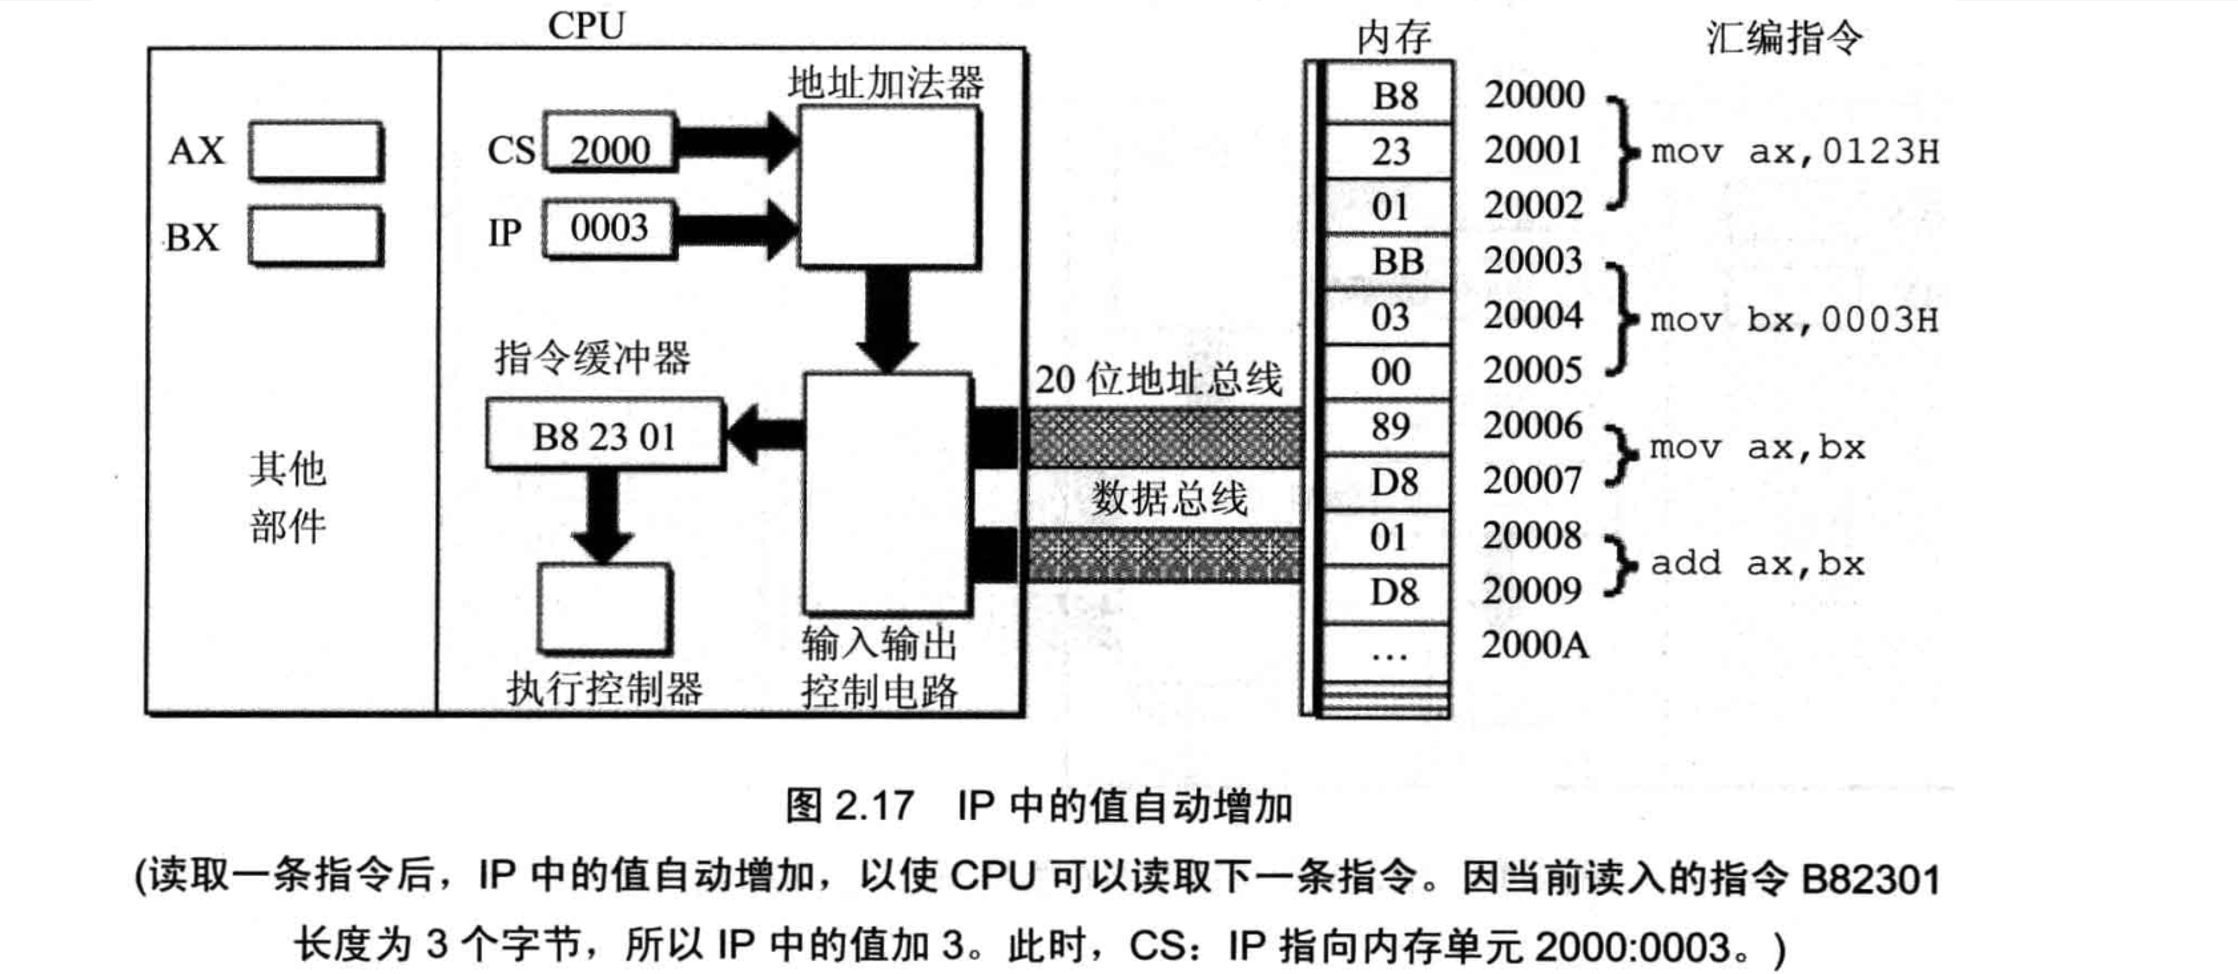 CPU
内存
汇编指令
地址加法器
AX
BX
CS
2000
IP
0003
指令缓冲器
B8 23 01
其他
部件
执行控制器
输入输出
控制电路
20 位地址总线
数据总线
B8 20000
23 20001 mov ax,0123H
01 20002
BB 20003
03 20004 mov bx,0003H
00 20005
89 20006
mov ax,bx
D8 20007
01 20008
add ax,bx
D8 20009
… 2000A
图 2.17 IP 中的值自动增加
(读取一条指令后，IP 中的值自动增加，以使 CPU 可以读取下一条指令。因当前读入的指令 B82301
长度为 3 个字节，所以 IP 中的值加 3。此时，CS：IP 指向内存单元 2000:0003。)